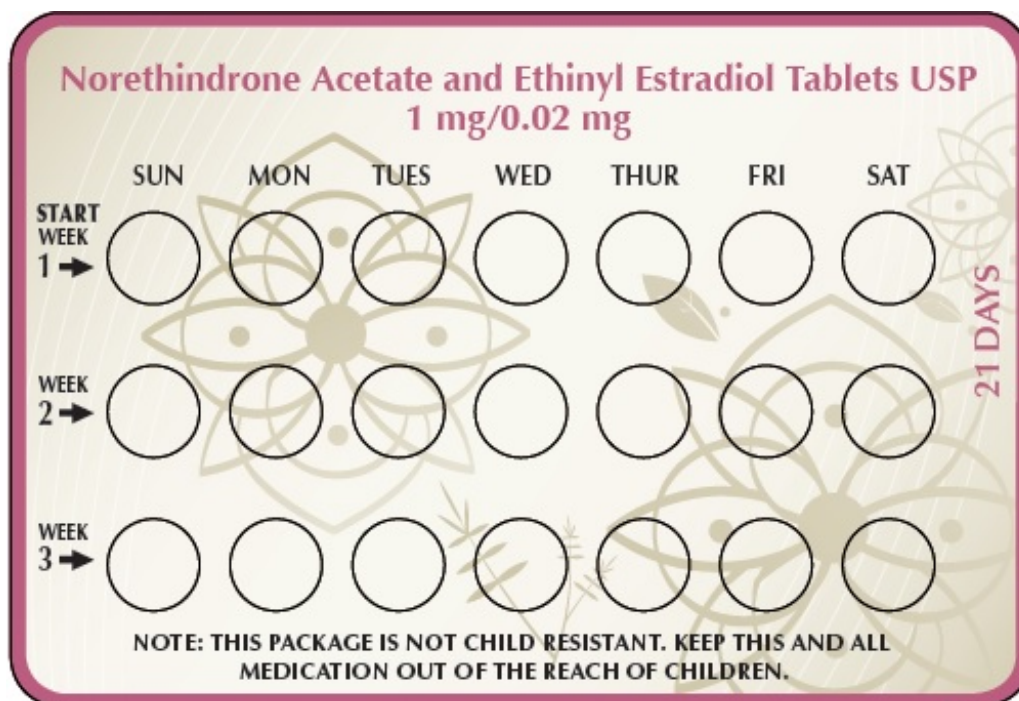 Norethindrone Acetate and Ethinyl Estradiol Tablets USP
1 mg/0.02 mg
SUN MON TUES WED THUR FRI SAT
START
WEEK
1
WEEK
2
WEEK
3
21 DAYS
NOTE: THIS PACKAGE IS NOT CHILD RESISTANT. KEEP THIS AND ALL
MEDICATION OUT OF THE REACH OF CHILDREN.